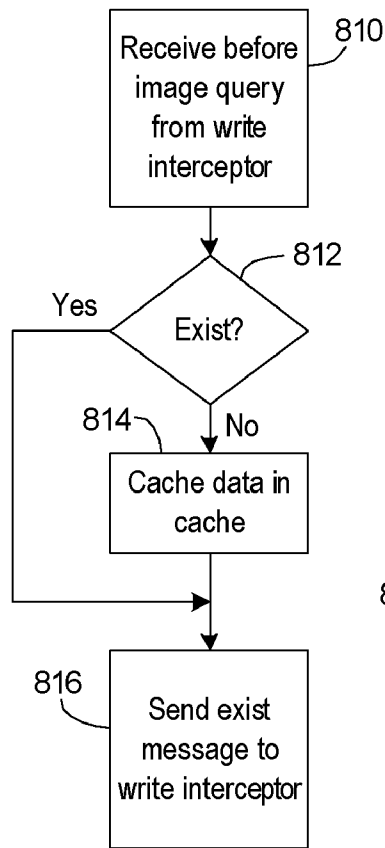 Receive before
image query
from write
interceptor
810
812
Yes
Exist?
No
814
Cache data in
cache
8
816
Send exist
message to
write interceptor